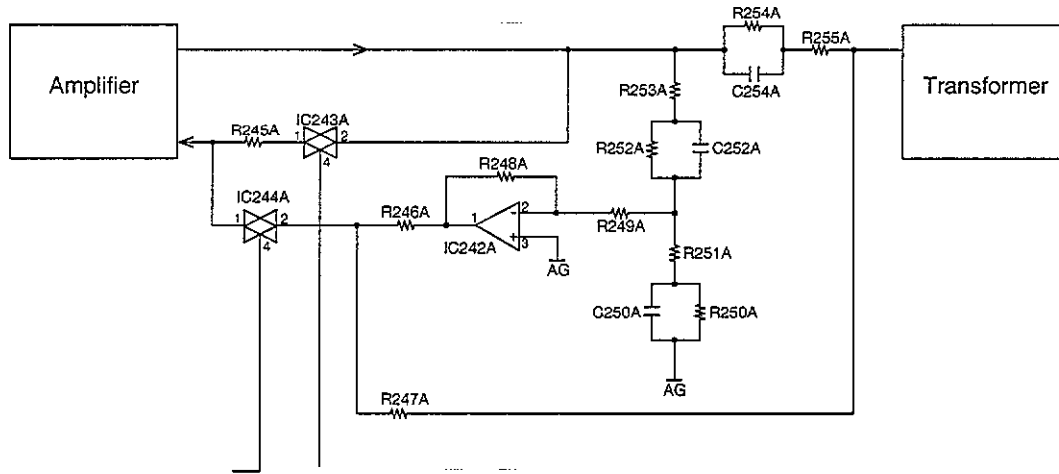 R254A
R255A
Amplifier
C254A
Transformer
R253A
IC243A
R245A
1
2
4
R252A
C252A
R248A
IC244A
1
2
4
R246A
1
2
3
-
+
R249A
IC242A
AG
R251A
C250A
R250A
AG
R247A